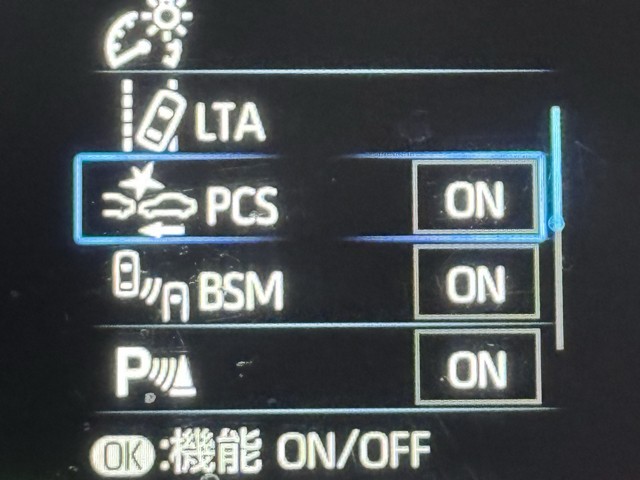 LTA
PCS ON
BSM ON
P ON
OK:機能 ON/OFF